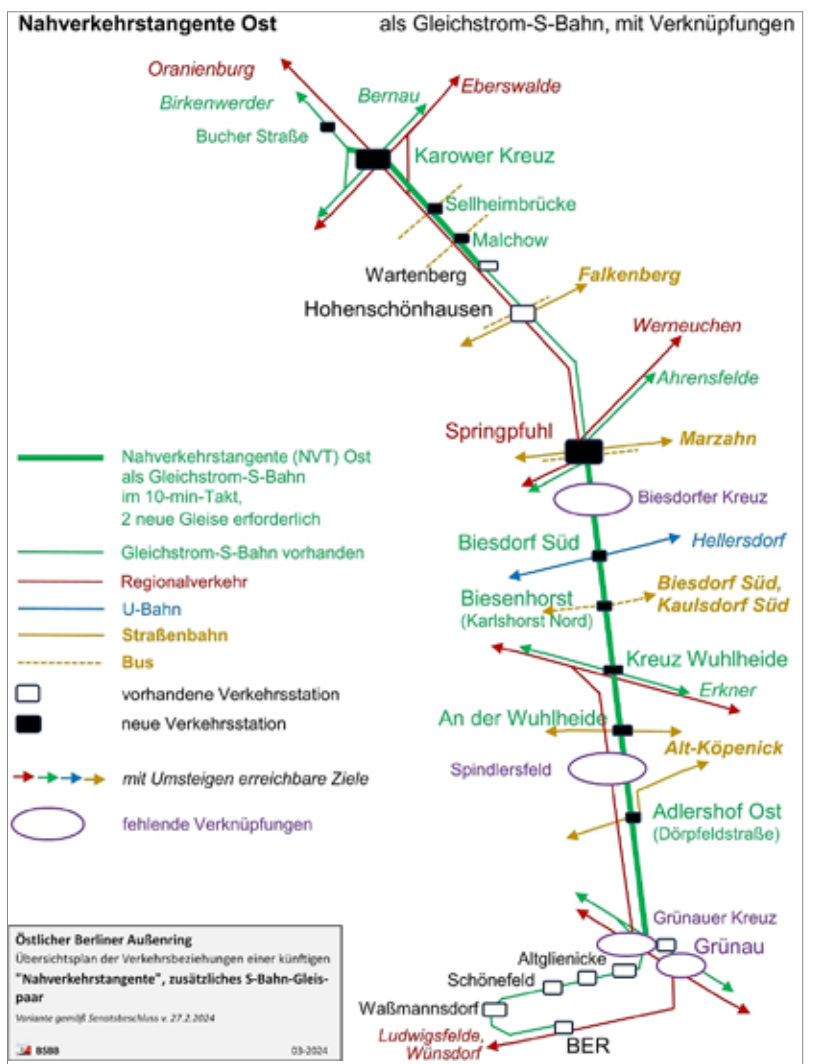 Nahverkehrstangente Ost
als Gleichstrom-S-Bahn, mit Verknüpfungen
Oranienburg
Birkenwerder
Bernau
Eberswalde
Bucher Straße
Karower Kreuz
Sellheimbrücke
Malchow
Wartenberg
Falkenberg
Hohenschönhausen
Werneuchen
Ahrensfelde
Springpfuhl
Marzahn
Biesdorfer Kreuz
Biesdorf Süd
Hellersdorf
Biesenhorst
(Karlshorst Nord)
Biesdorf Süd,
Kaulsdorf Süd
Kreuz Wuhlheide
Erkner
An der Wuhlheide
Alt-Köpenick
Spindlersfeld
Adlershof Ost
(Dörpfeldstraße)
Grünauer Kreuz
Grünau
Altglienicke
Schönefeld
Waßmannsdorf
BER
Ludwigsfelde,
Wünsdorf
Nahverkehrstangente (NVT) Ost
als Gleichstrom-S-Bahn
im 10-min-Takt,
2 neue Gleise erforderlich
Gleichstrom-S-Bahn vorhanden
Regionalverkehr
U-Bahn
Straßenbahn
Bus
vorhandene Verkehrsstation
neue Verkehrsstation
mit Umsteigen erreichbare Ziele
fehlende Verknüpfungen
Östlicher Berliner Außenring
Übersichtsplan der Verkehrsbeziehungen einer künftigen
"Nahverkehrstangente", zusätzliches S-Bahn-Gleis-
paar
Variante gemäß Senatsbeschluss v. 27.2.2024
BSBB
03-2024